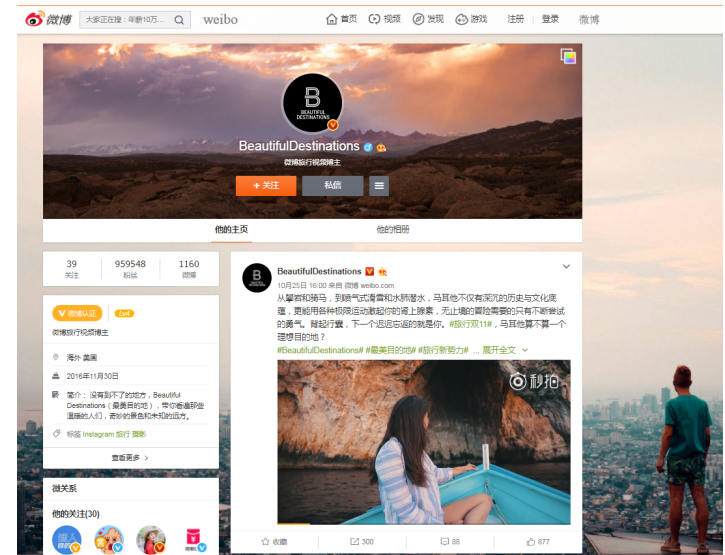 微博
大家正在搜：年薪10万...
weibo
首页
视频
发现
游戏
注册
登录
微博
B
BEAUTIFUL
DESTINATIONS
BeautifulDestinations
微博旅行视频博主
+ 关注
私信
他的主页
他的相册
39
959548
1160
关注
粉丝
微博
V 微博认证
Lv4
微博旅行视频博主
海外 美国
2016年11月30日
简介：没有到不了的地方，Beautiful
Destinations（最美目的地），带你看遍那些
温暖的人们，奇妙的景色和未知的远方。
标签 Instagram 旅行 摄影
查看更多 >
微关系
他的关注(30)
BeautifulDestinations
10月25日 16:00 来自 微博 weibo.com
从攀岩和骑马，到喷气式滑雪和水肺潜水，马耳他不仅有深沉的历史与文化底
蕴，更能用各种极限运动激起你的肾上腺素，无止境的冒险需要的只有不断尝试
的勇气。背起行囊，下一个迟迟忘返的就是你。#旅行双11#，马耳他算不算一个
理想目的地？
#BeautifulDestinations# #最美目的地# #旅行新势力# ... 展开全文
秒拍
收藏
300
88
877